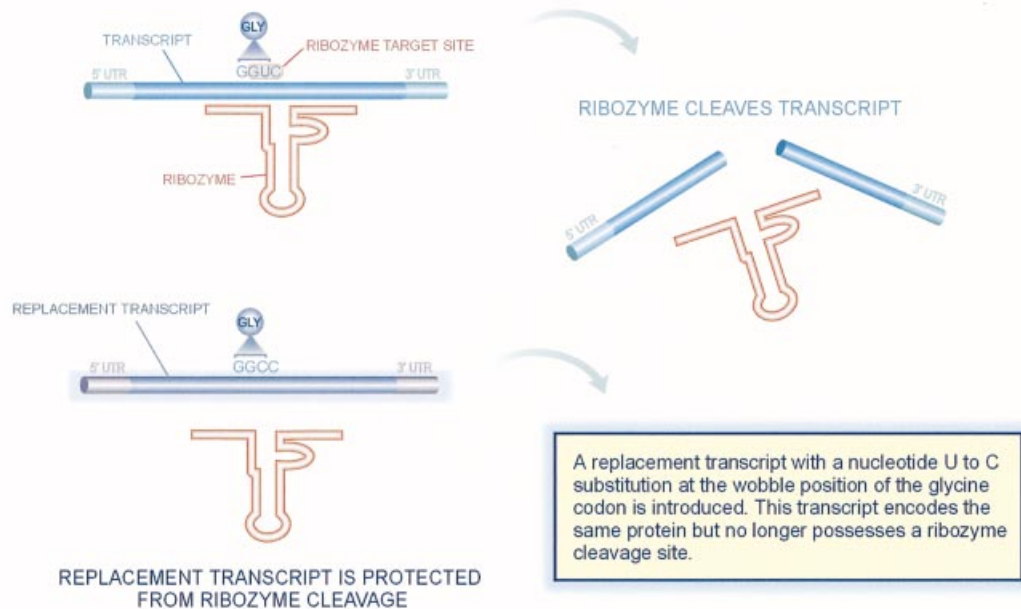 GLY
TRANSCRIPT
RIBOZYME TARGET SITE
GGUC
5' UTR
3' UTR
RIBOZYME
RIBOZYME CLEAVES TRANSCRIPT
5' UTR
3' UTR
REPLACEMENT TRANSCRIPT
GLY
GGCC
5' UTR
3' UTR
REPLACEMENT TRANSCRIPT IS PROTECTED
FROM RIBOZYME CLEAVAGE
A replacement transcript with a nucleotide U to C
substitution at the wobble position of the glycine
codon is introduced. This transcript encodes the
same protein but no longer possesses a ribozyme
cleavage site.